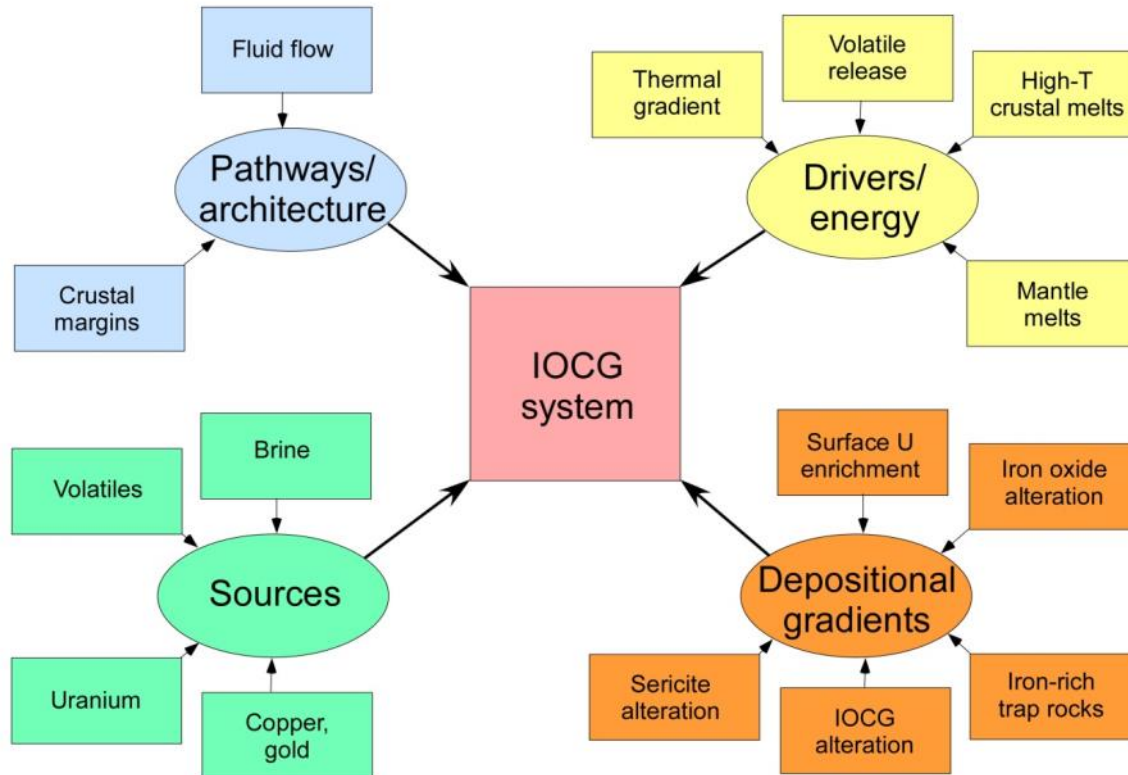 Fluid flow
Pathways/
architecture
Crustal
margins
Thermal
gradient
Volatile
release
High-T
crustal melts
Drivers/
energy
Mantle
melts
IOCG
system
Volatiles
Brine
Sources
Uranium
Copper,
gold
Surface U
enrichment
Iron oxide
alteration
Depositional
gradients
Sericite
alteration
IOCG
alteration
Iron-rich
trap rocks